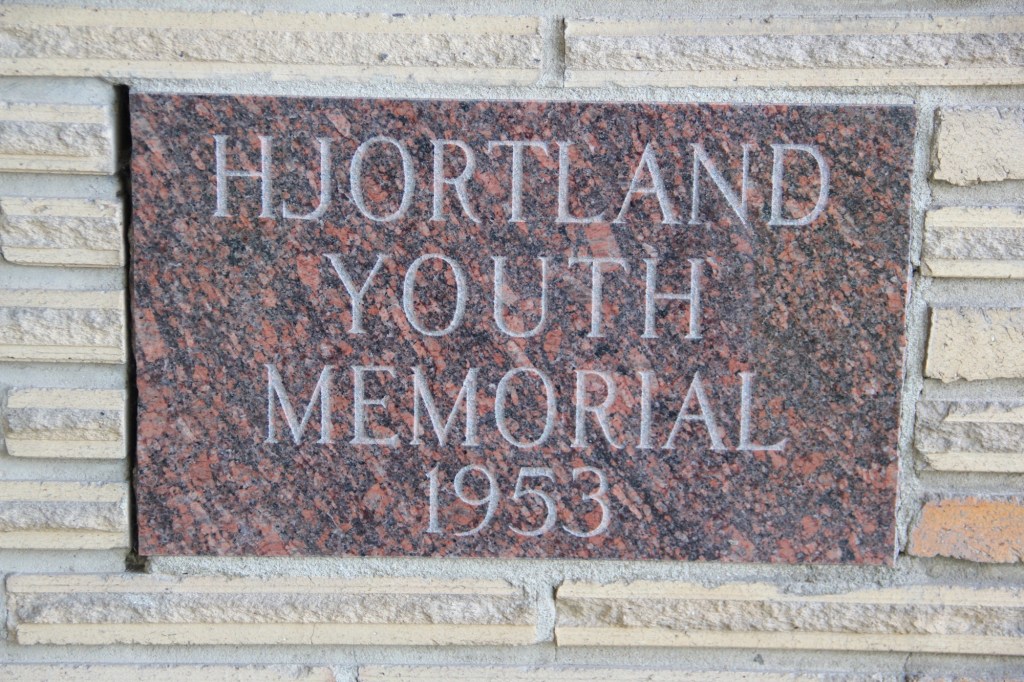 HJORTLAND
YOUTH
MEMORIAL
1953